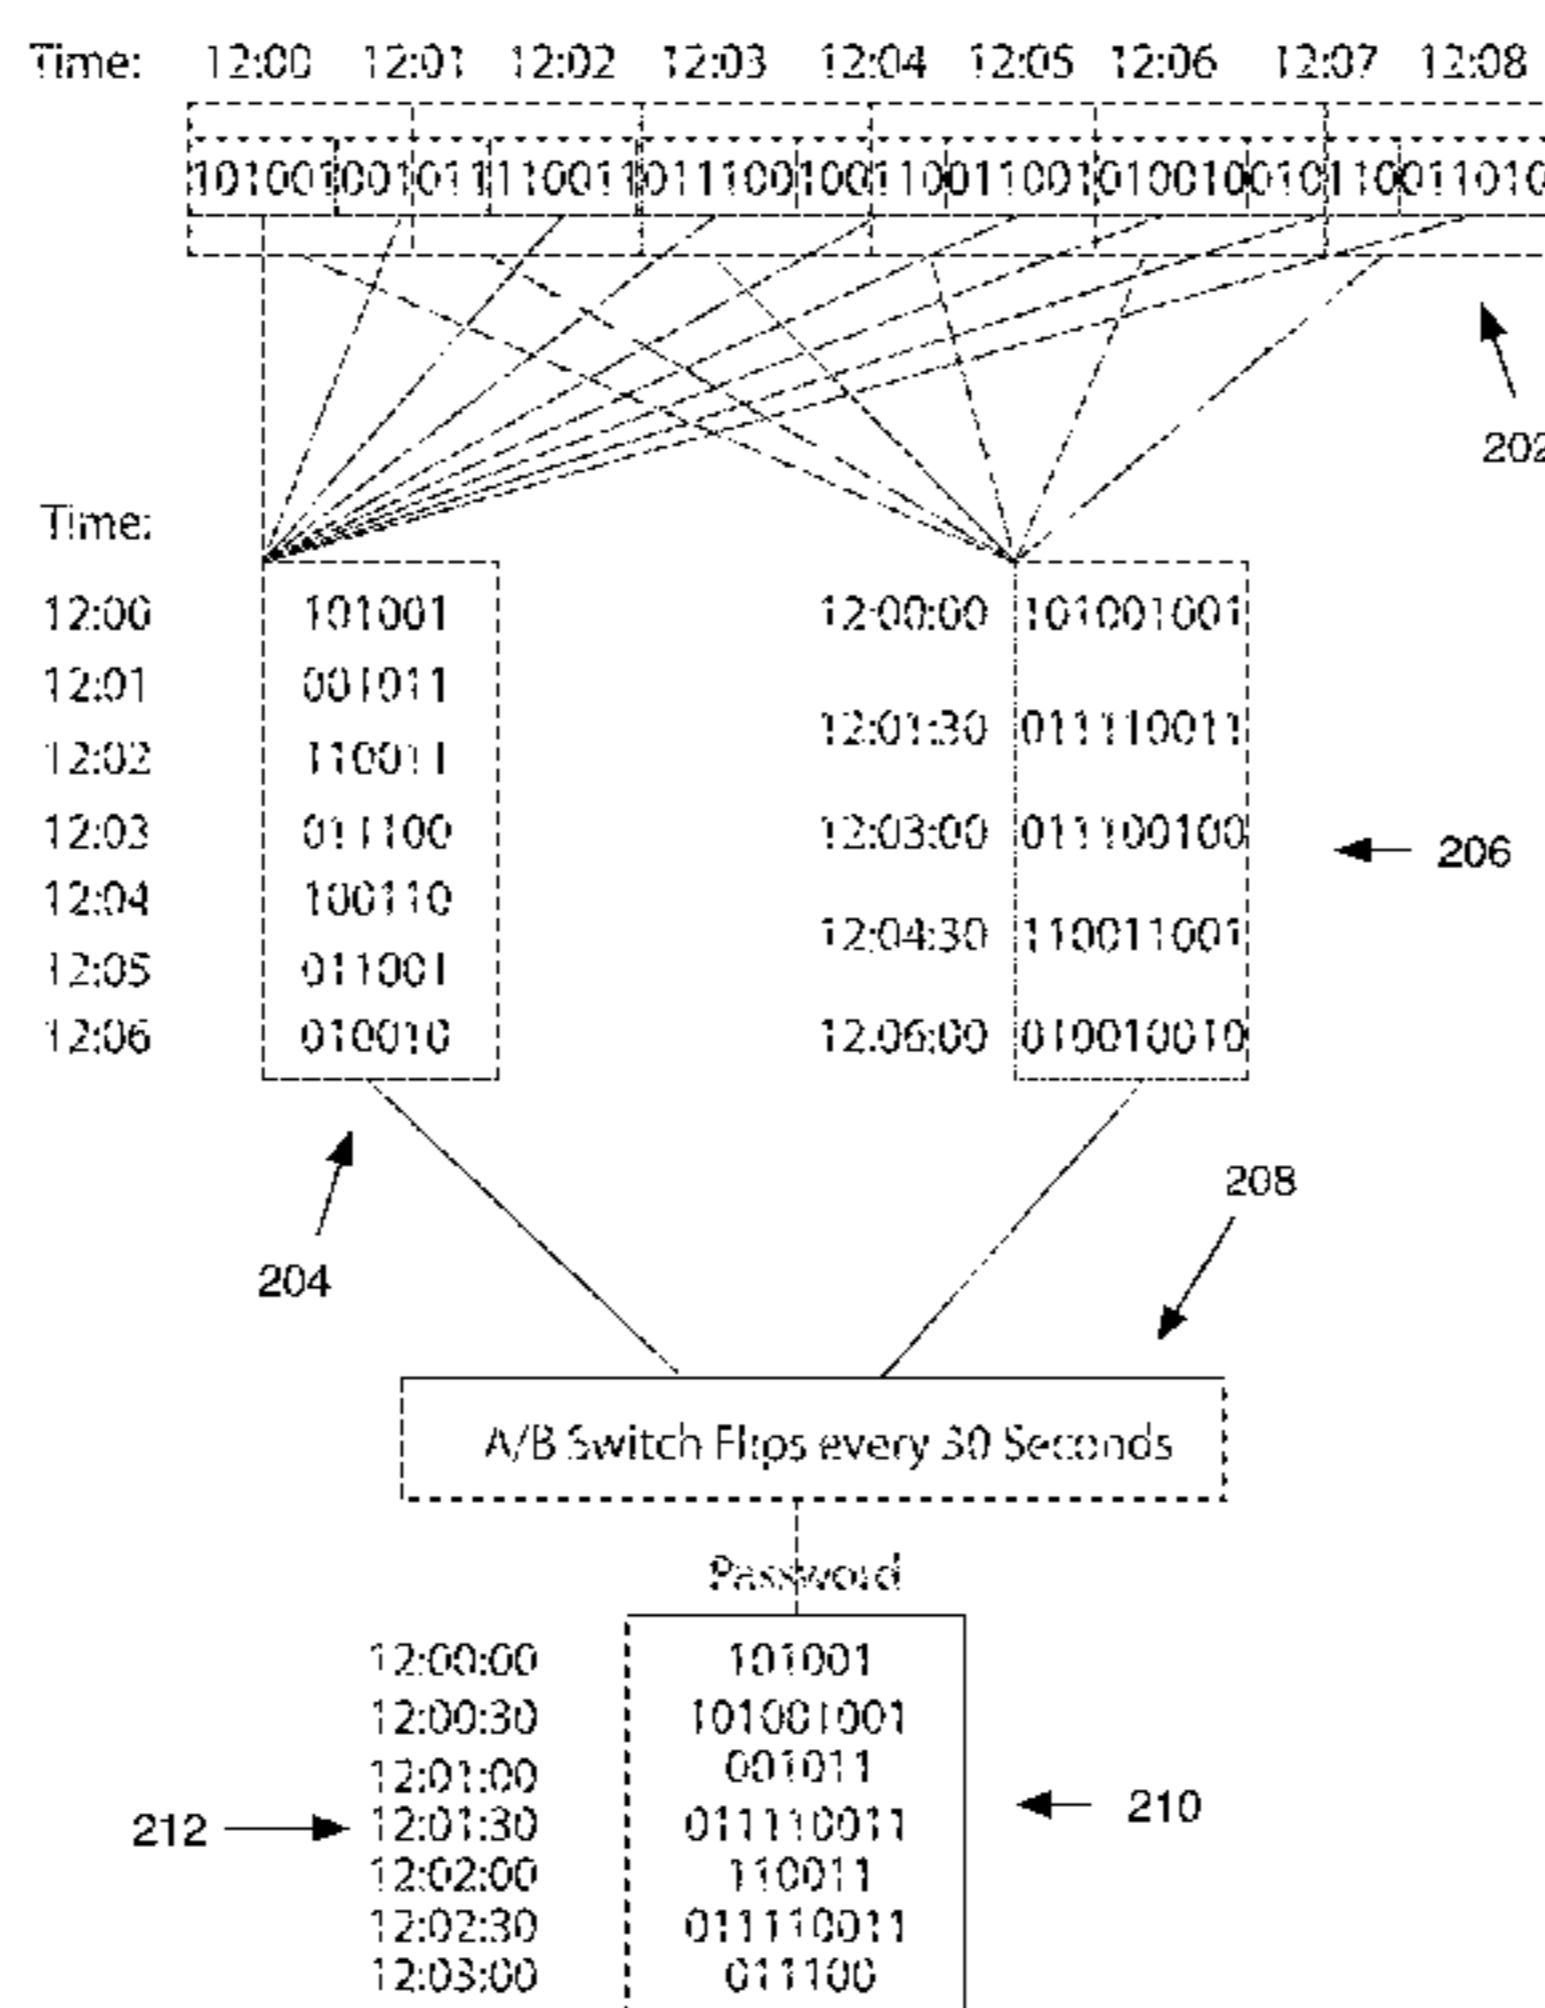 Time: 12:00 12:01 12:02 12:03 12:04 12:05 12:06 12:07 12:08
101001001011110011011100100110011001010010010110011010
202
Time:
12:00 101001 12:00:00 101001001
12:01 001011
12:01:30 011110011
12:02 110011
12:03 011100 12:03:00 011100100 206
12:04 100110
12:04:30 110011001
12:05 011001
12:06 010010 12:06:00 010010010
208
204
A/B Switch Flips every 30 Seconds
Password
12:00:00 101001
12:00:30 101001001
12:01:00 001011
210
212 12:01:30 011110011
12:02:00 110011
12:02:30 011110011
12:03:00 011100